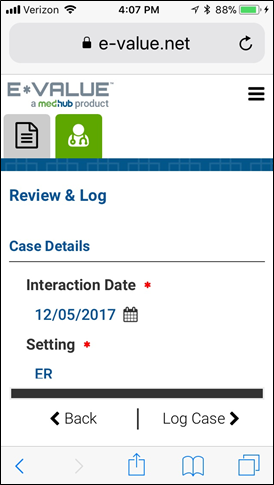 Verizon 4:07 PM 88%
e-value.net
E*VALUE™
a medhub product
Review & Log
Case Details
Interaction Date *
12/05/2017
Setting *
ER
Back | Log Case